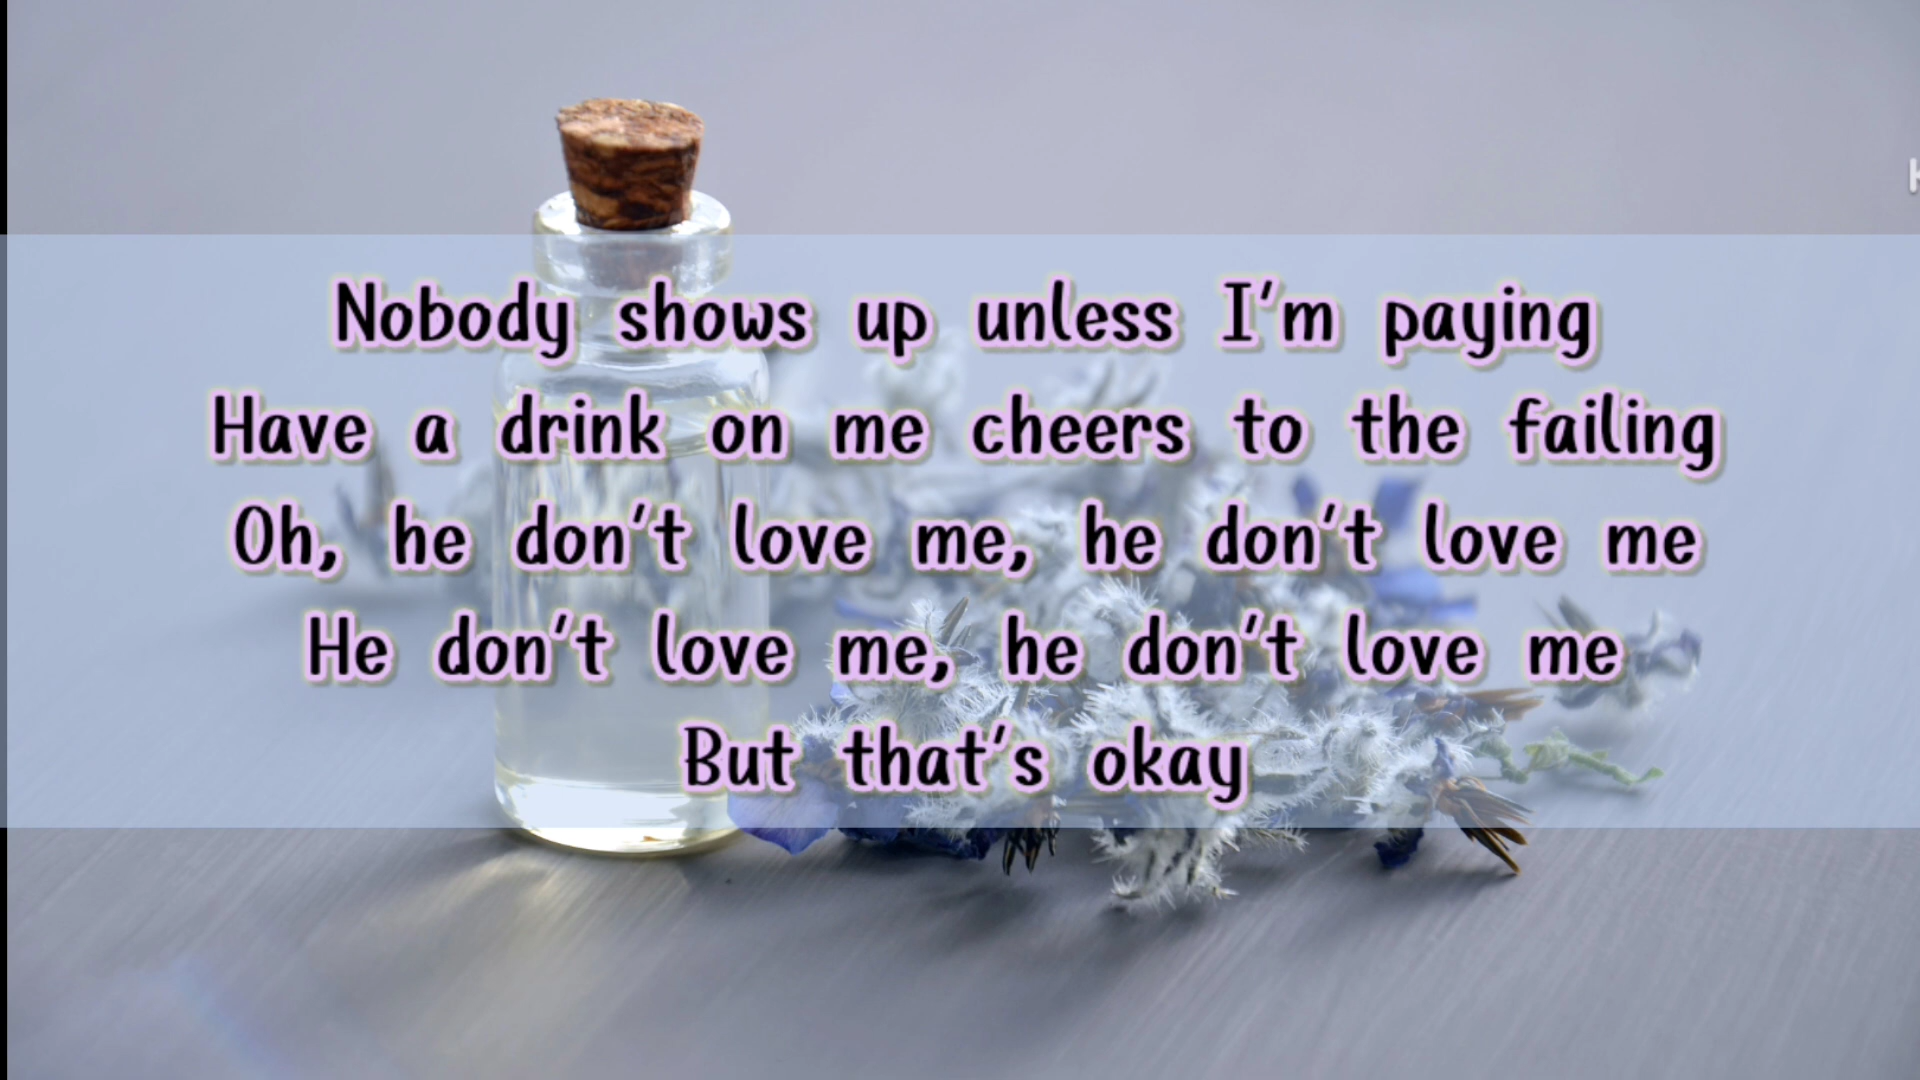 Nobody shows up unless I'm paying
Have a drink on me cheers to the failing
Oh, he don't love me, he don't love me
He don't love me, he don't love me
But that's okay